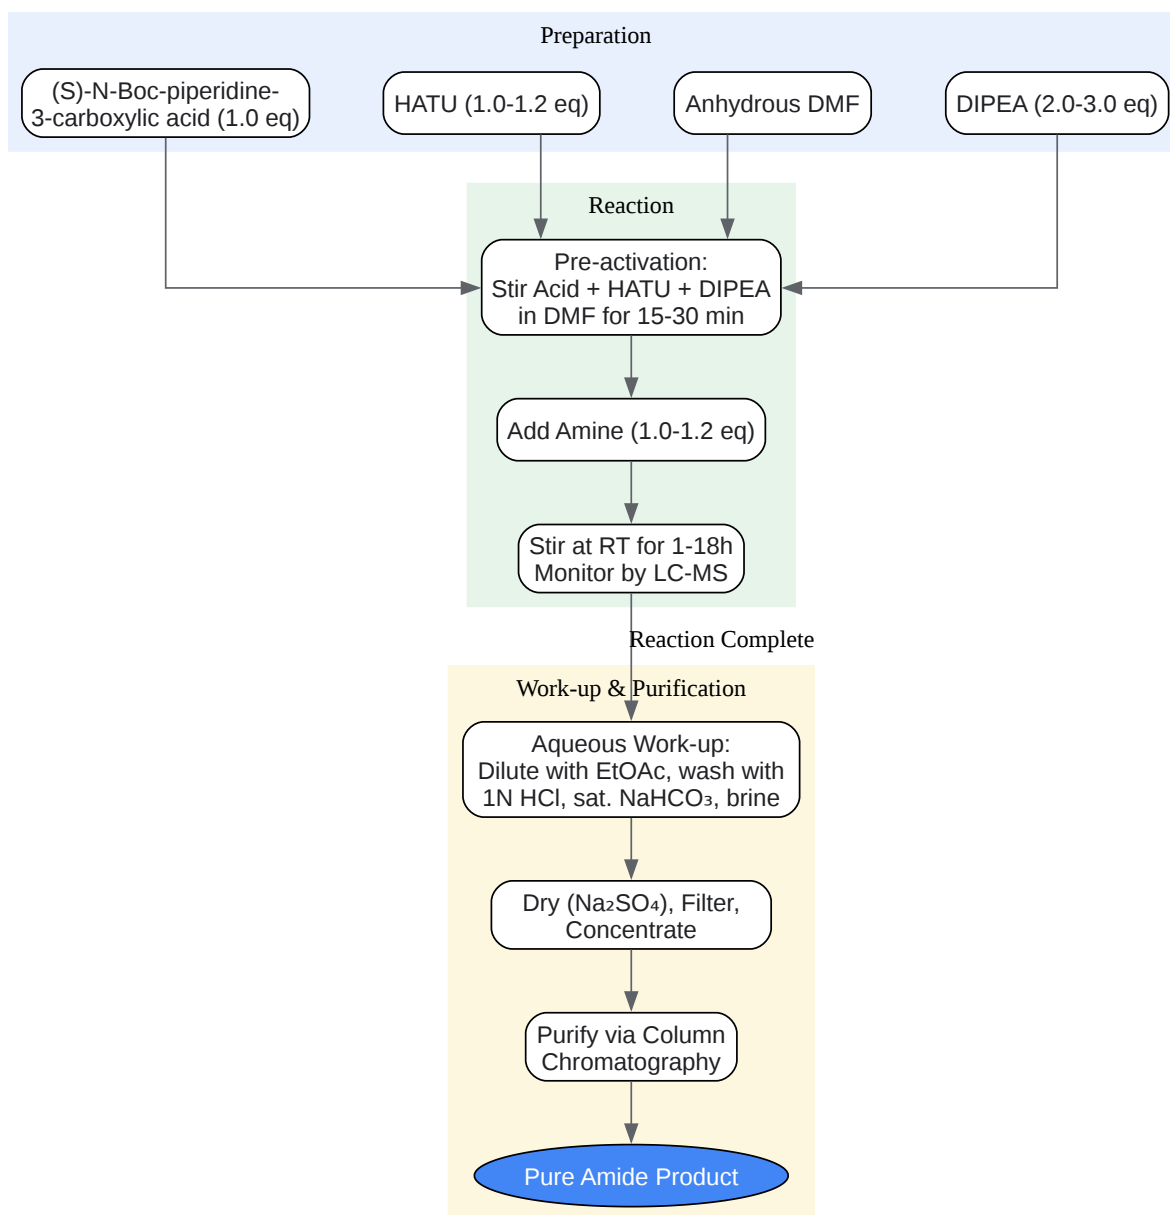 Preparation
(S)-N-Boc-piperidine-
3-carboxylic acid (1.0 eq)
HATU (1.0-1.2 eq)
Anhydrous DMF
DIPEA (2.0-3.0 eq)
Reaction
Pre-activation:
Stir Acid + HATU + DIPEA
in DMF for 15-30 min
Add Amine (1.0-1.2 eq)
Stir at RT for 1-18h
Monitor by LC-MS
Reaction Complete
Work-up & Purification
Aqueous Work-up:
Dilute with EtOAc, wash with
1N HCl, sat. NaHCO₃, brine
Dry (Na₂SO₄), Filter,
Concentrate
Purify via Column
Chromatography
Pure Amide Product